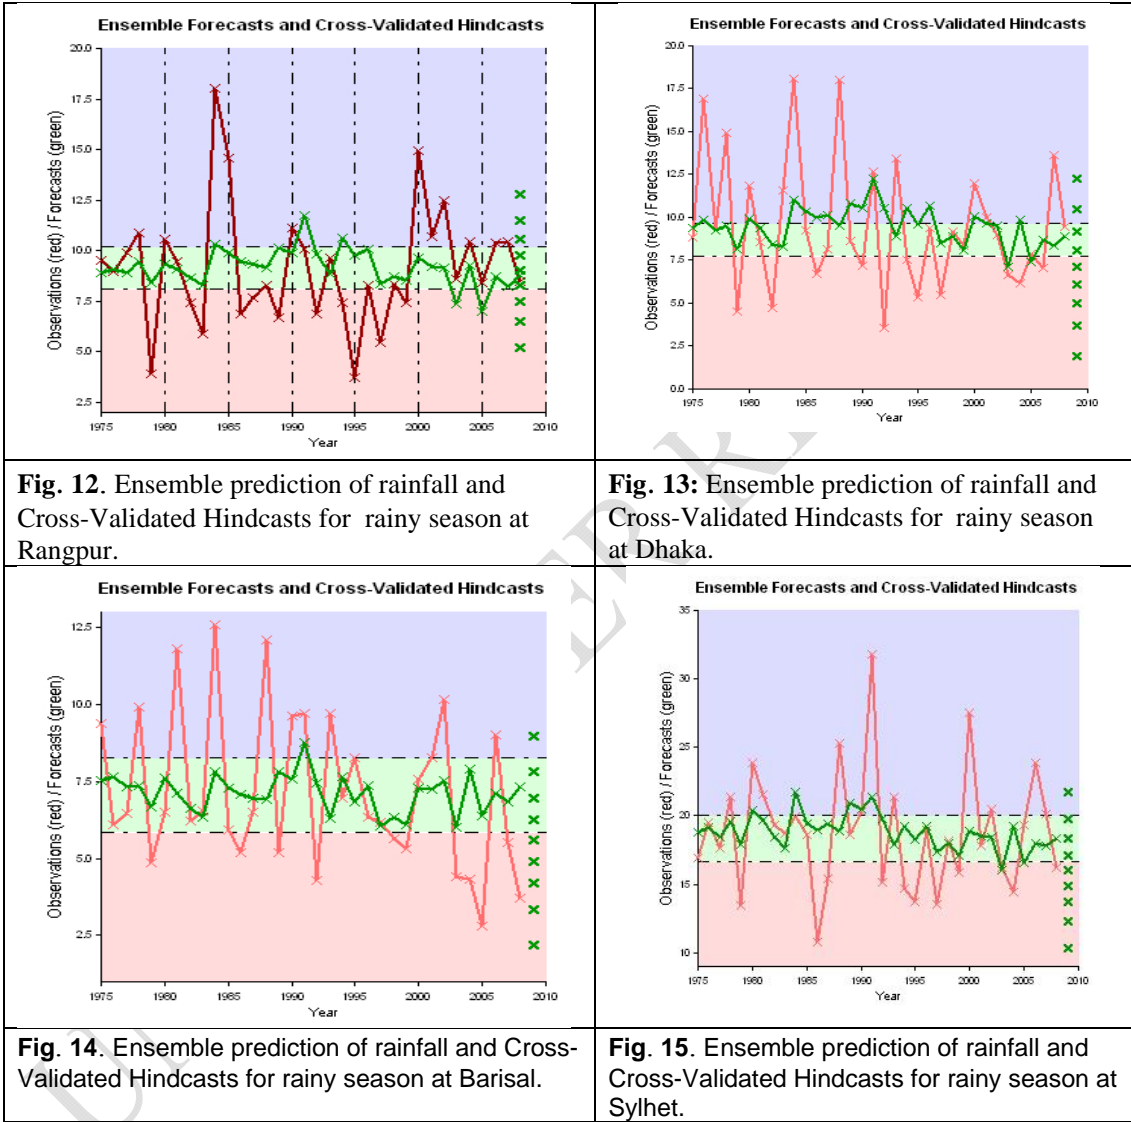 Ensemble Forecasts and Cross-Validated Hindcasts
Observations (red) / Forecasts (green)
20.0
17.5
15.0
12.5
10.0
7.5
5.0
2.5
1975 1980 1985 1990 1995 2000 2005 2010
Year
Fig. 12. Ensemble prediction of rainfall and
Cross-Validated Hindcasts for rainy season at
Rangpur.
Ensemble Forecasts and Cross-Validated Hindcasts
Observations (red) / Forecasts (green)
20.0
17.5
15.0
12.5
10.0
7.5
5.0
2.5
0.0
1975 1980 1985 1990 1995 2000 2005 2010
Year
Fig. 13: Ensemble prediction of rainfall and
Cross-Validated Hindcasts for rainy season
at Dhaka.
Ensemble Forecasts and Cross-Validated Hindcasts
Observations (red) / Forecasts (green)
12.5
10.0
7.5
5.0
2.5
1975 1980 1985 1990 1995 2000 2005 2010
Year
Fig. 14. Ensemble prediction of rainfall and Cross-
Validated Hindcasts for rainy season at Barisal.
Ensemble Forecasts and Cross-Validated Hindcasts
Observations (red) / Forecasts (green)
35
30
25
20
15
10
1975 1980 1985 1990 1995 2000 2005 2010
Year
Fig. 15. Ensemble prediction of rainfall and
Cross-Validated Hindcasts for rainy season at
Sylhet.